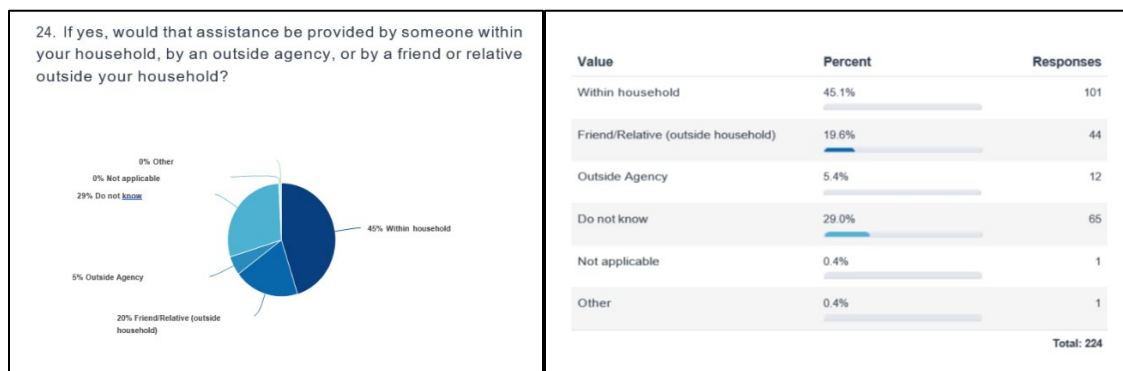 24. If yes, would that assistance be provided by someone within
your household, by an outside agency, or by a friend or relative
outside your household?
0% Other
0% Not applicable
29% Do not know
45% Within household
5% Outside Agency
20% Friend/Relative (outside
household)
Value Percent Responses
Within household 45.1% 101
Friend/Relative (outside household) 19.6% 44
Outside Agency 5.4% 12
Do not know 29.0% 65
Not applicable 0.4% 1
Other 0.4% 1
Total: 224